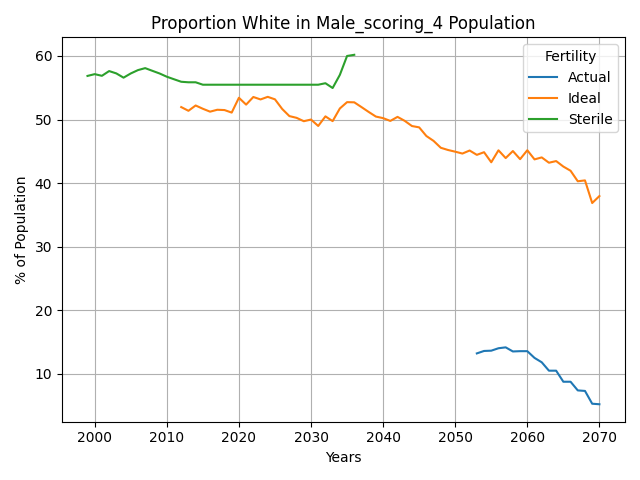 Proportion White in Male_scoring_4 Population
Fertility
Actual
Ideal
Sterile
% of Population
60
50
40
30
20
10
2000 2010 2020 2030 2040 2050 2060 2070
Years